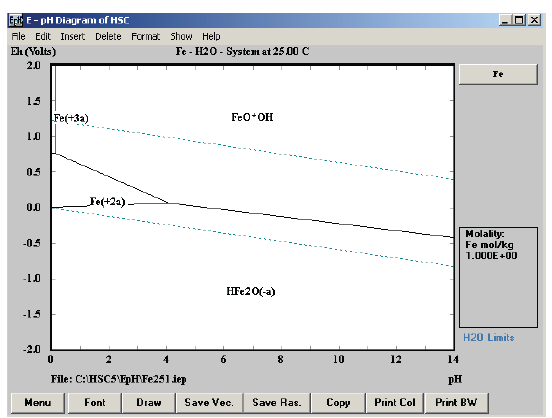 EpH E - pH Diagram of HSC
File Edit Insert Delete Format Show Help
Eh (Volts) Fe - H2O - System at 25.00 C
2.0
1.5
1.0
0.5
0.0
-0.5
-1.0
-1.5
-2.0
Fe(+3a)
FeO*OH
Fe(+2a)
HFe2O(-a)
0 2 4 6 8 10 12 14
File: C:\HSC5\EpH\Fe251.iep pH
Fe
Molality:
Fe mol/kg
1.000E+00
H2O Limits
Menu Font Draw Save Vec. Save Ras. Copy Print Col Print BW